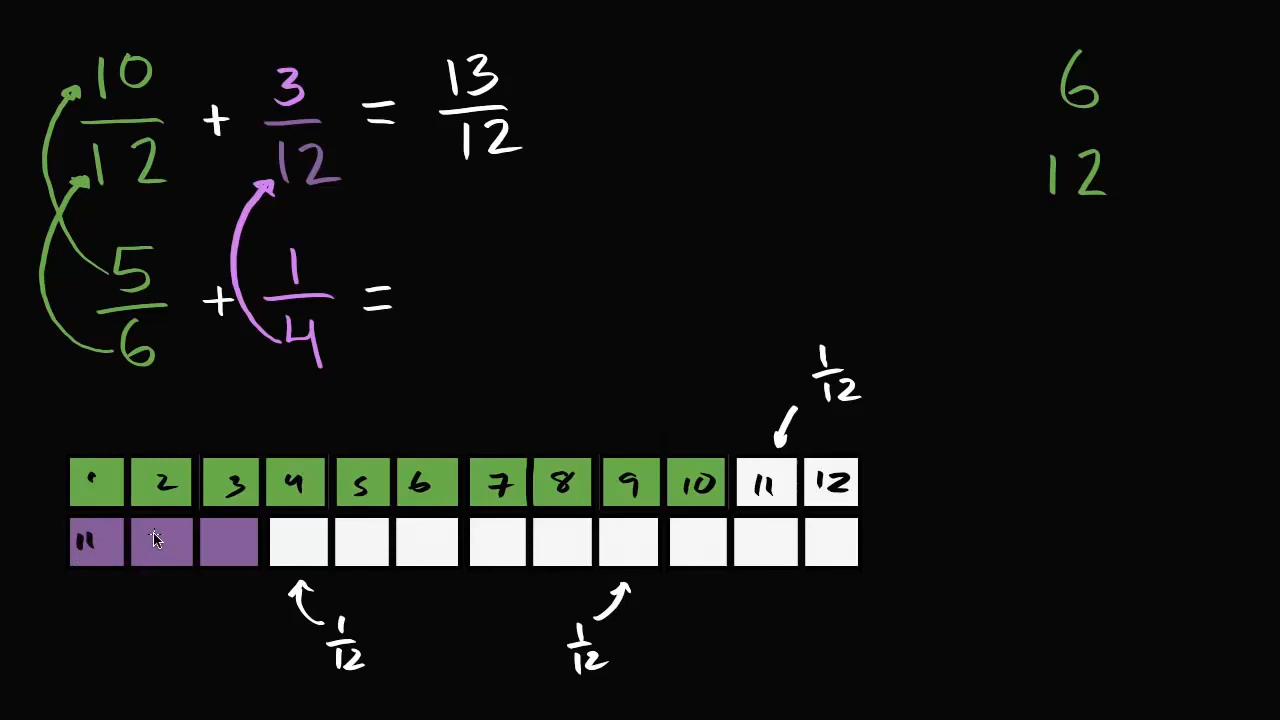 10/12 + 3/12 = 13/12
6
12
5/6 + 1/4 =
1/12
1 2 3 4 5 6 7 8 9 10 11 12
11
1/12 1/12